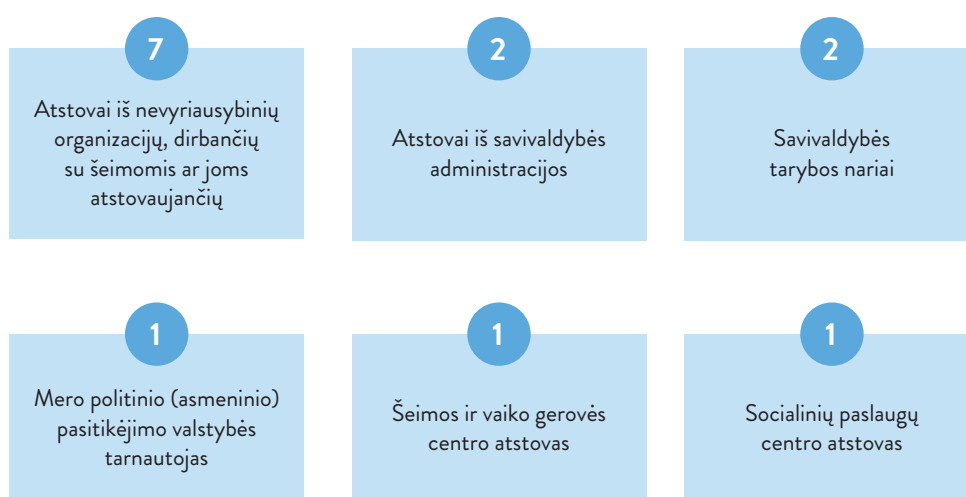 7
Atstovai iš nevyriausybinių
organizacijų, dirbančių
su šeimomis ar joms
atstovaujančių
2
Atstovai iš savivaldybės
administracijos
2
Savivaldybės
tarybos nariai
1
Mero politinio (asmeninio)
pasitikėjimo valstybės
tarnautojas
1
Šeimos ir vaiko gerovės
centro atstovas
1
Socialinių paslaugų
centro atstovas